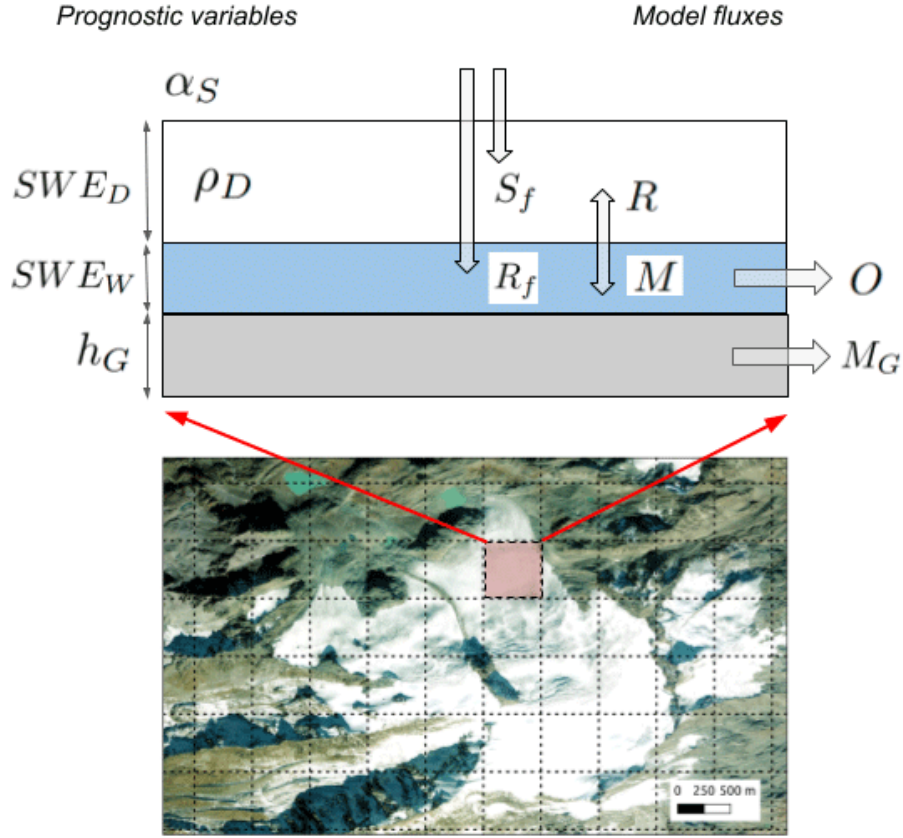 Prognostic variables Model fluxes
α_S
SWE_D ρ_D S_f R
SWE_W R_f M O
h_G M_G
0 250 500 m